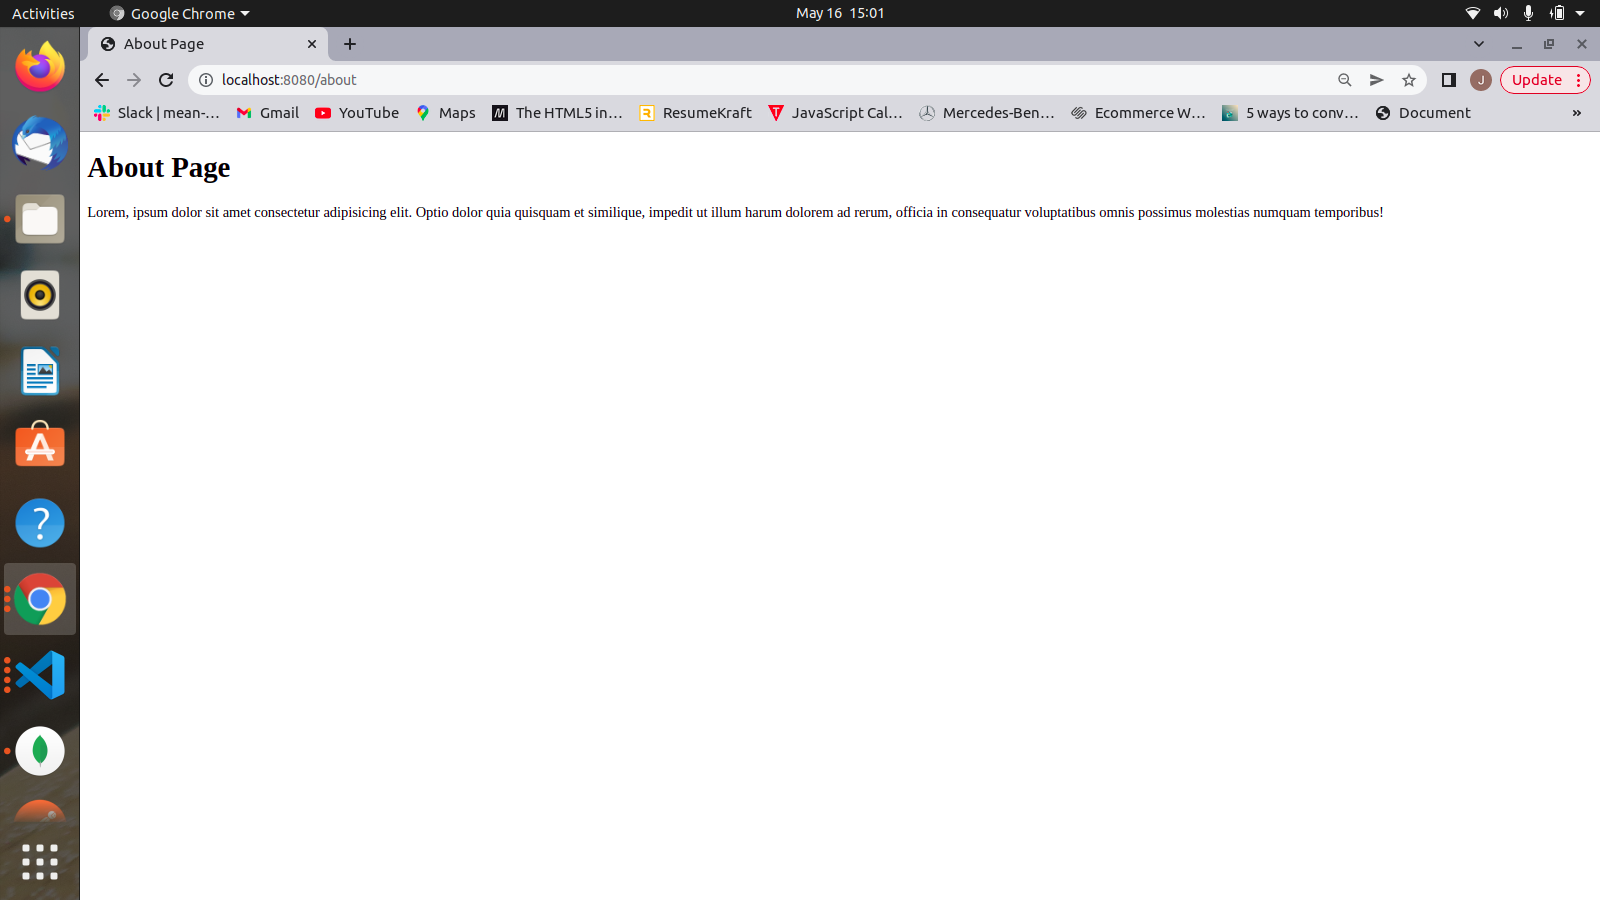 Activities
Google Chrome
May 16 15:01
About Page
localhost:8080/about
J
Update
Slack | mean-...
Gmail
YouTube
Maps
The HTML5 in...
ResumeKraft
JavaScript Cal...
Mercedes-Ben...
Ecommerce W...
5 ways to conv...
Document
»
About Page
Lorem, ipsum dolor sit amet consectetur adipisicing elit. Optio dolor quia quisquam et similique, impedit ut illum harum dolorem ad rerum, officia in consequatur voluptatibus omnis possimus molestias numquam temporibus!